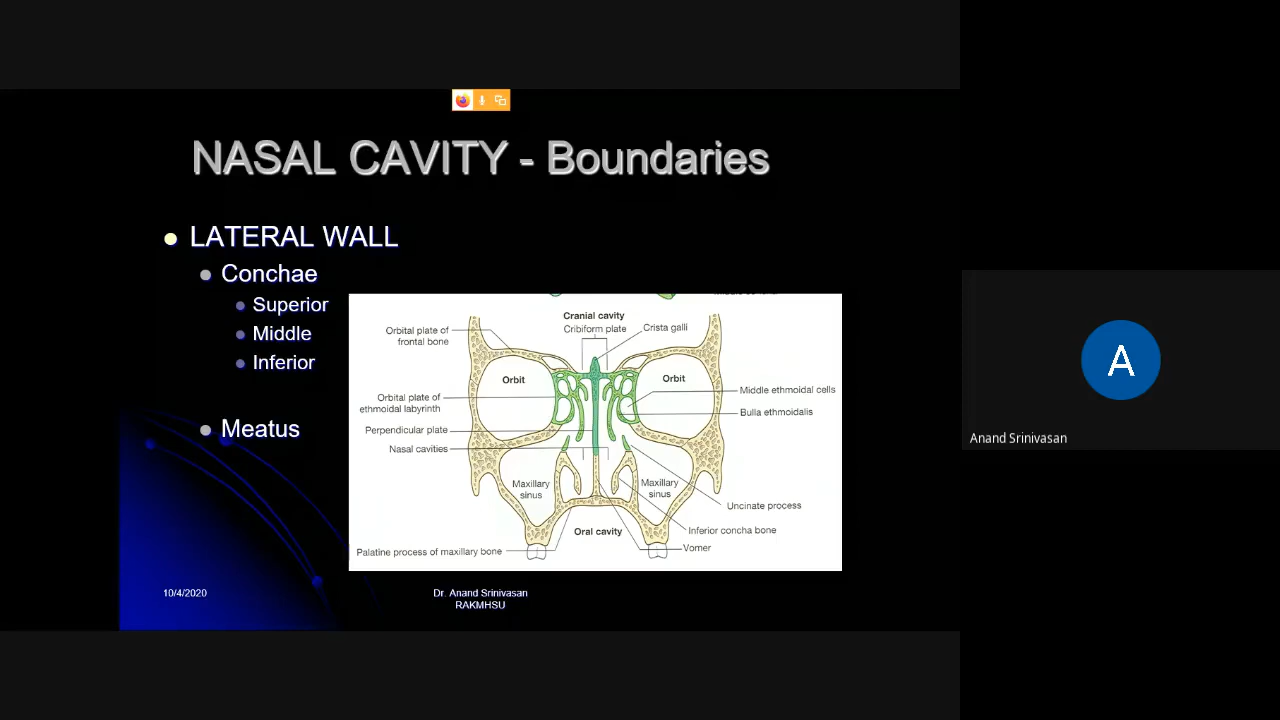 NASAL CAVITY - Boundaries
LATERAL WALL
Conchae
Superior
Middle
Inferior
Meatus
Cranial cavity
Cribiform plate
Crista galli
Orbital plate of
frontal bone
Orbit
Orbit
Orbital plate of
ethmoidal labyrinth
Middle ethmoidal cells
Bulla ethmoidalis
Perpendicular plate
Nasal cavities
Maxillary
sinus
Maxillary
sinus
Uncinate process
Oral cavity
Inferior concha bone
Vomer
Palatine process of maxillary bone
10/4/2020
Dr. Anand Srinivasan
RAKMHSU
A
Anand Srinivasan